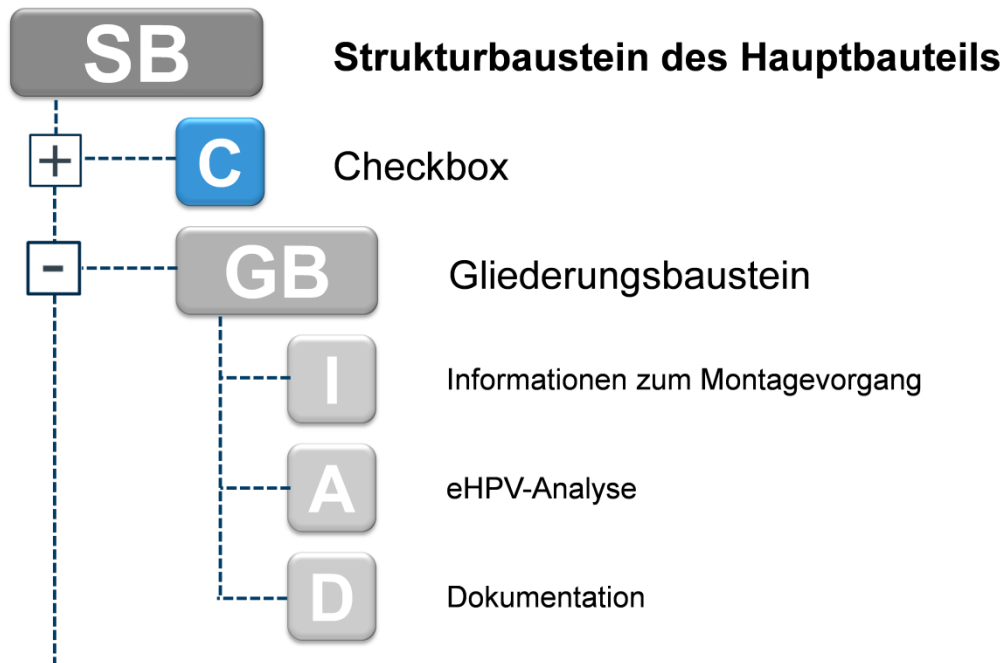 SB Strukturbaustein des Hauptbauteils
+ C Checkbox
- GB Gliederungsbaustein
I Informationen zum Montagevorgang
A eHPV-Analyse
D Dokumentation